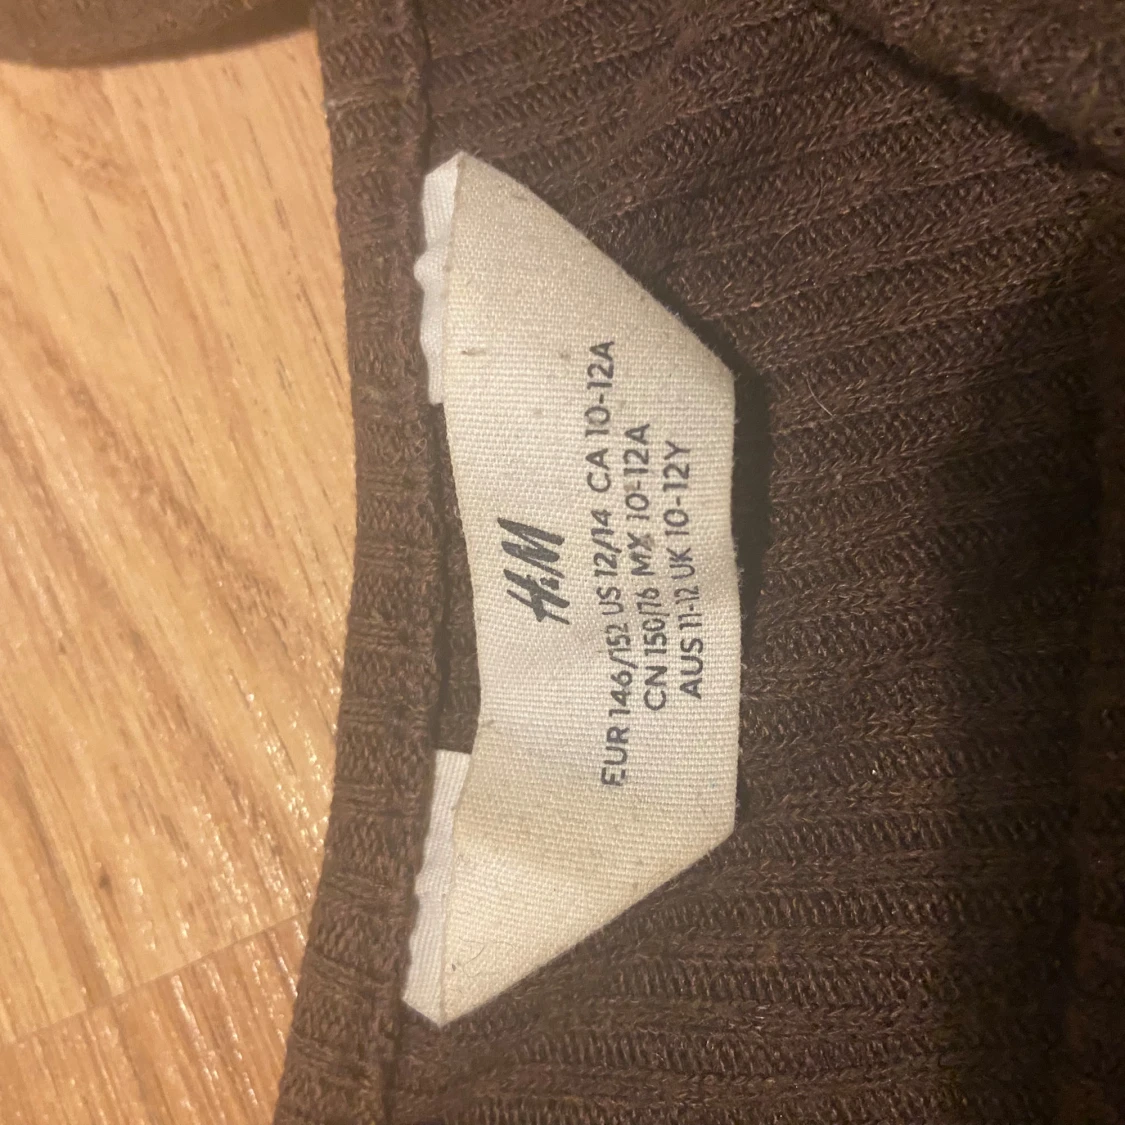 H&M
EUR 146/152 US 12/14 CA 10-12A
CN 150/76 MX 10-12A
AUS 11-12 UK 10-12Y